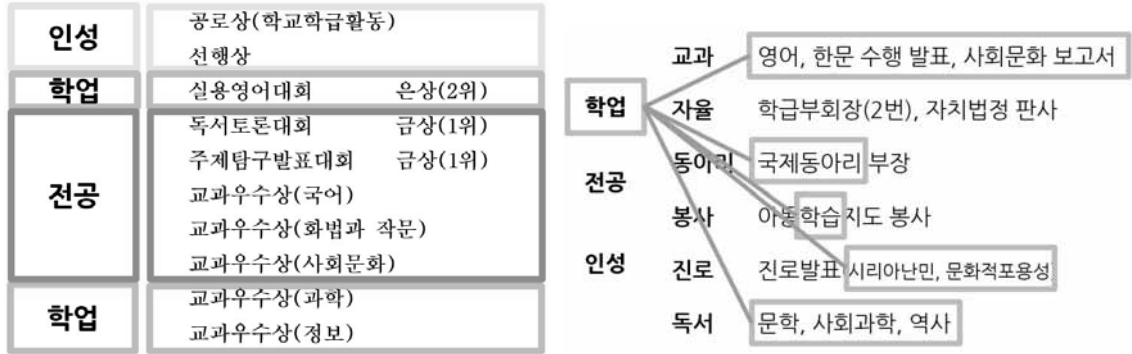 인성
공로상(학교학급활동)
선행상
학업
실용영어대회 은상(2위)
전공
독서토론대회 금상(1위)
주제탐구발표대회 금상(1위)
교과우수상(국어)
교과우수상(화법과 작문)
교과우수상(사회문화)
학업
교과우수상(과학)
교과우수상(정보)
학업
전공
인성
교과 영어, 한문 수행 발표, 사회문화 보고서
자율 학급부회장(2번), 자치법정 판사
동아리 국제동아리 부장
봉사 아동학습지도 봉사
진로 진로발표(시리아난민, 문화적포용성)
독서 문학, 사회과학, 역사